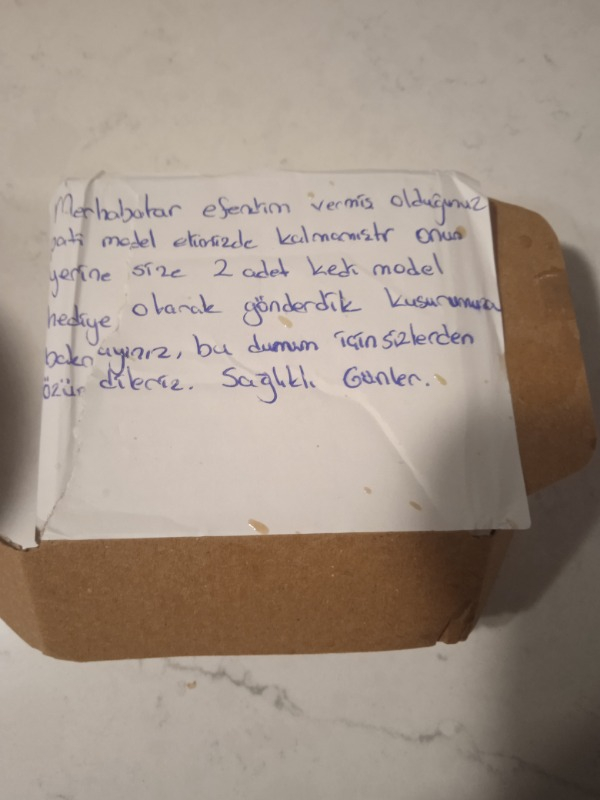 Merhabalar efendim vermiş olduğunuz
pati model elimizde kalmamıştır onun
yerine size 2 adet kedi model
hediye olarak gönderdik kusurumuza
bakmayınız, bu durum için sizlerden
özür dileriz. Sağlıklı Günler.